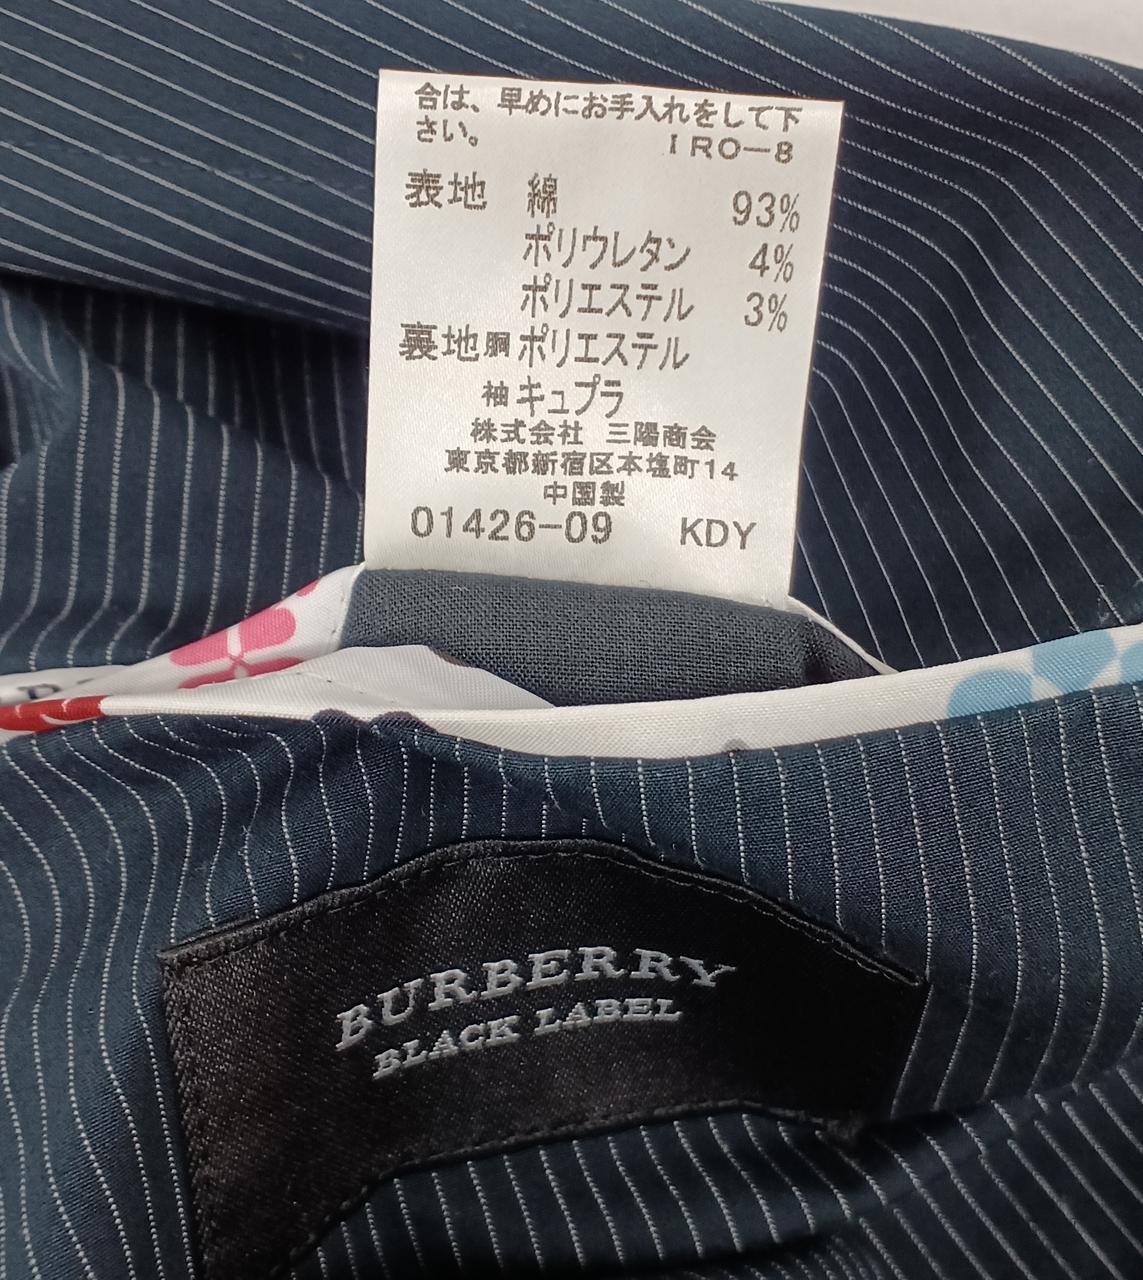 合は、早めにお手入れをして下
さい。 IRO-8
表地 綿 93%
ポリウレタン 4%
ポリエステル 3%
裏地 胴 ポリエステル
袖 キュプラ
株式会社 三陽商会
東京都新宿区本塩町14
中国製
01426-09 KDY
BURBERRY
BLACK LABEL